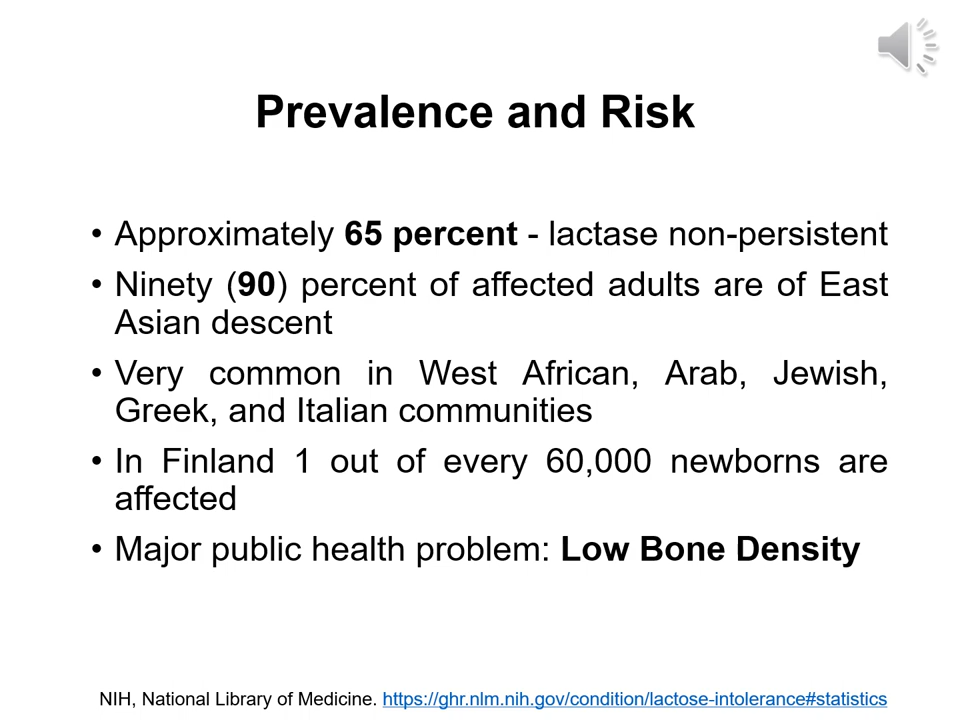 Prevalence and Risk
• Approximately 65 percent - lactase non-persistent
• Ninety (90) percent of affected adults are of East
Asian descent
• Very common in West African, Arab, Jewish,
Greek, and Italian communities
• In Finland 1 out of every 60,000 newborns are
affected
• Major public health problem: Low Bone Density
NIH, National Library of Medicine. https://ghr.nlm.nih.gov/condition/lactose-intolerance#statistics